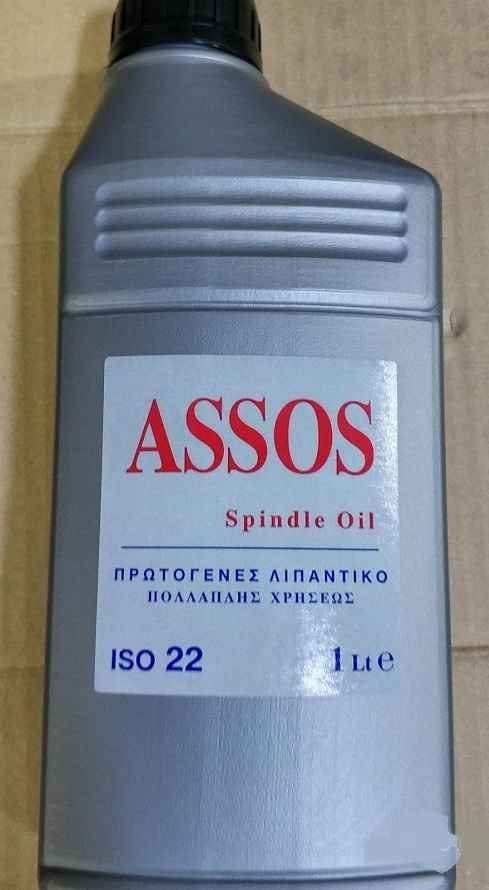 ASSOS
Spindle Oil
ΠΡΩΤΟΓΕΝΕΣ ΛΙΠΑΝΤΙΚΟ
ΠΟΛΛΑΠΛΗΣ ΧΡΗΣΕΩΣ
ISO 22 1 Lt e